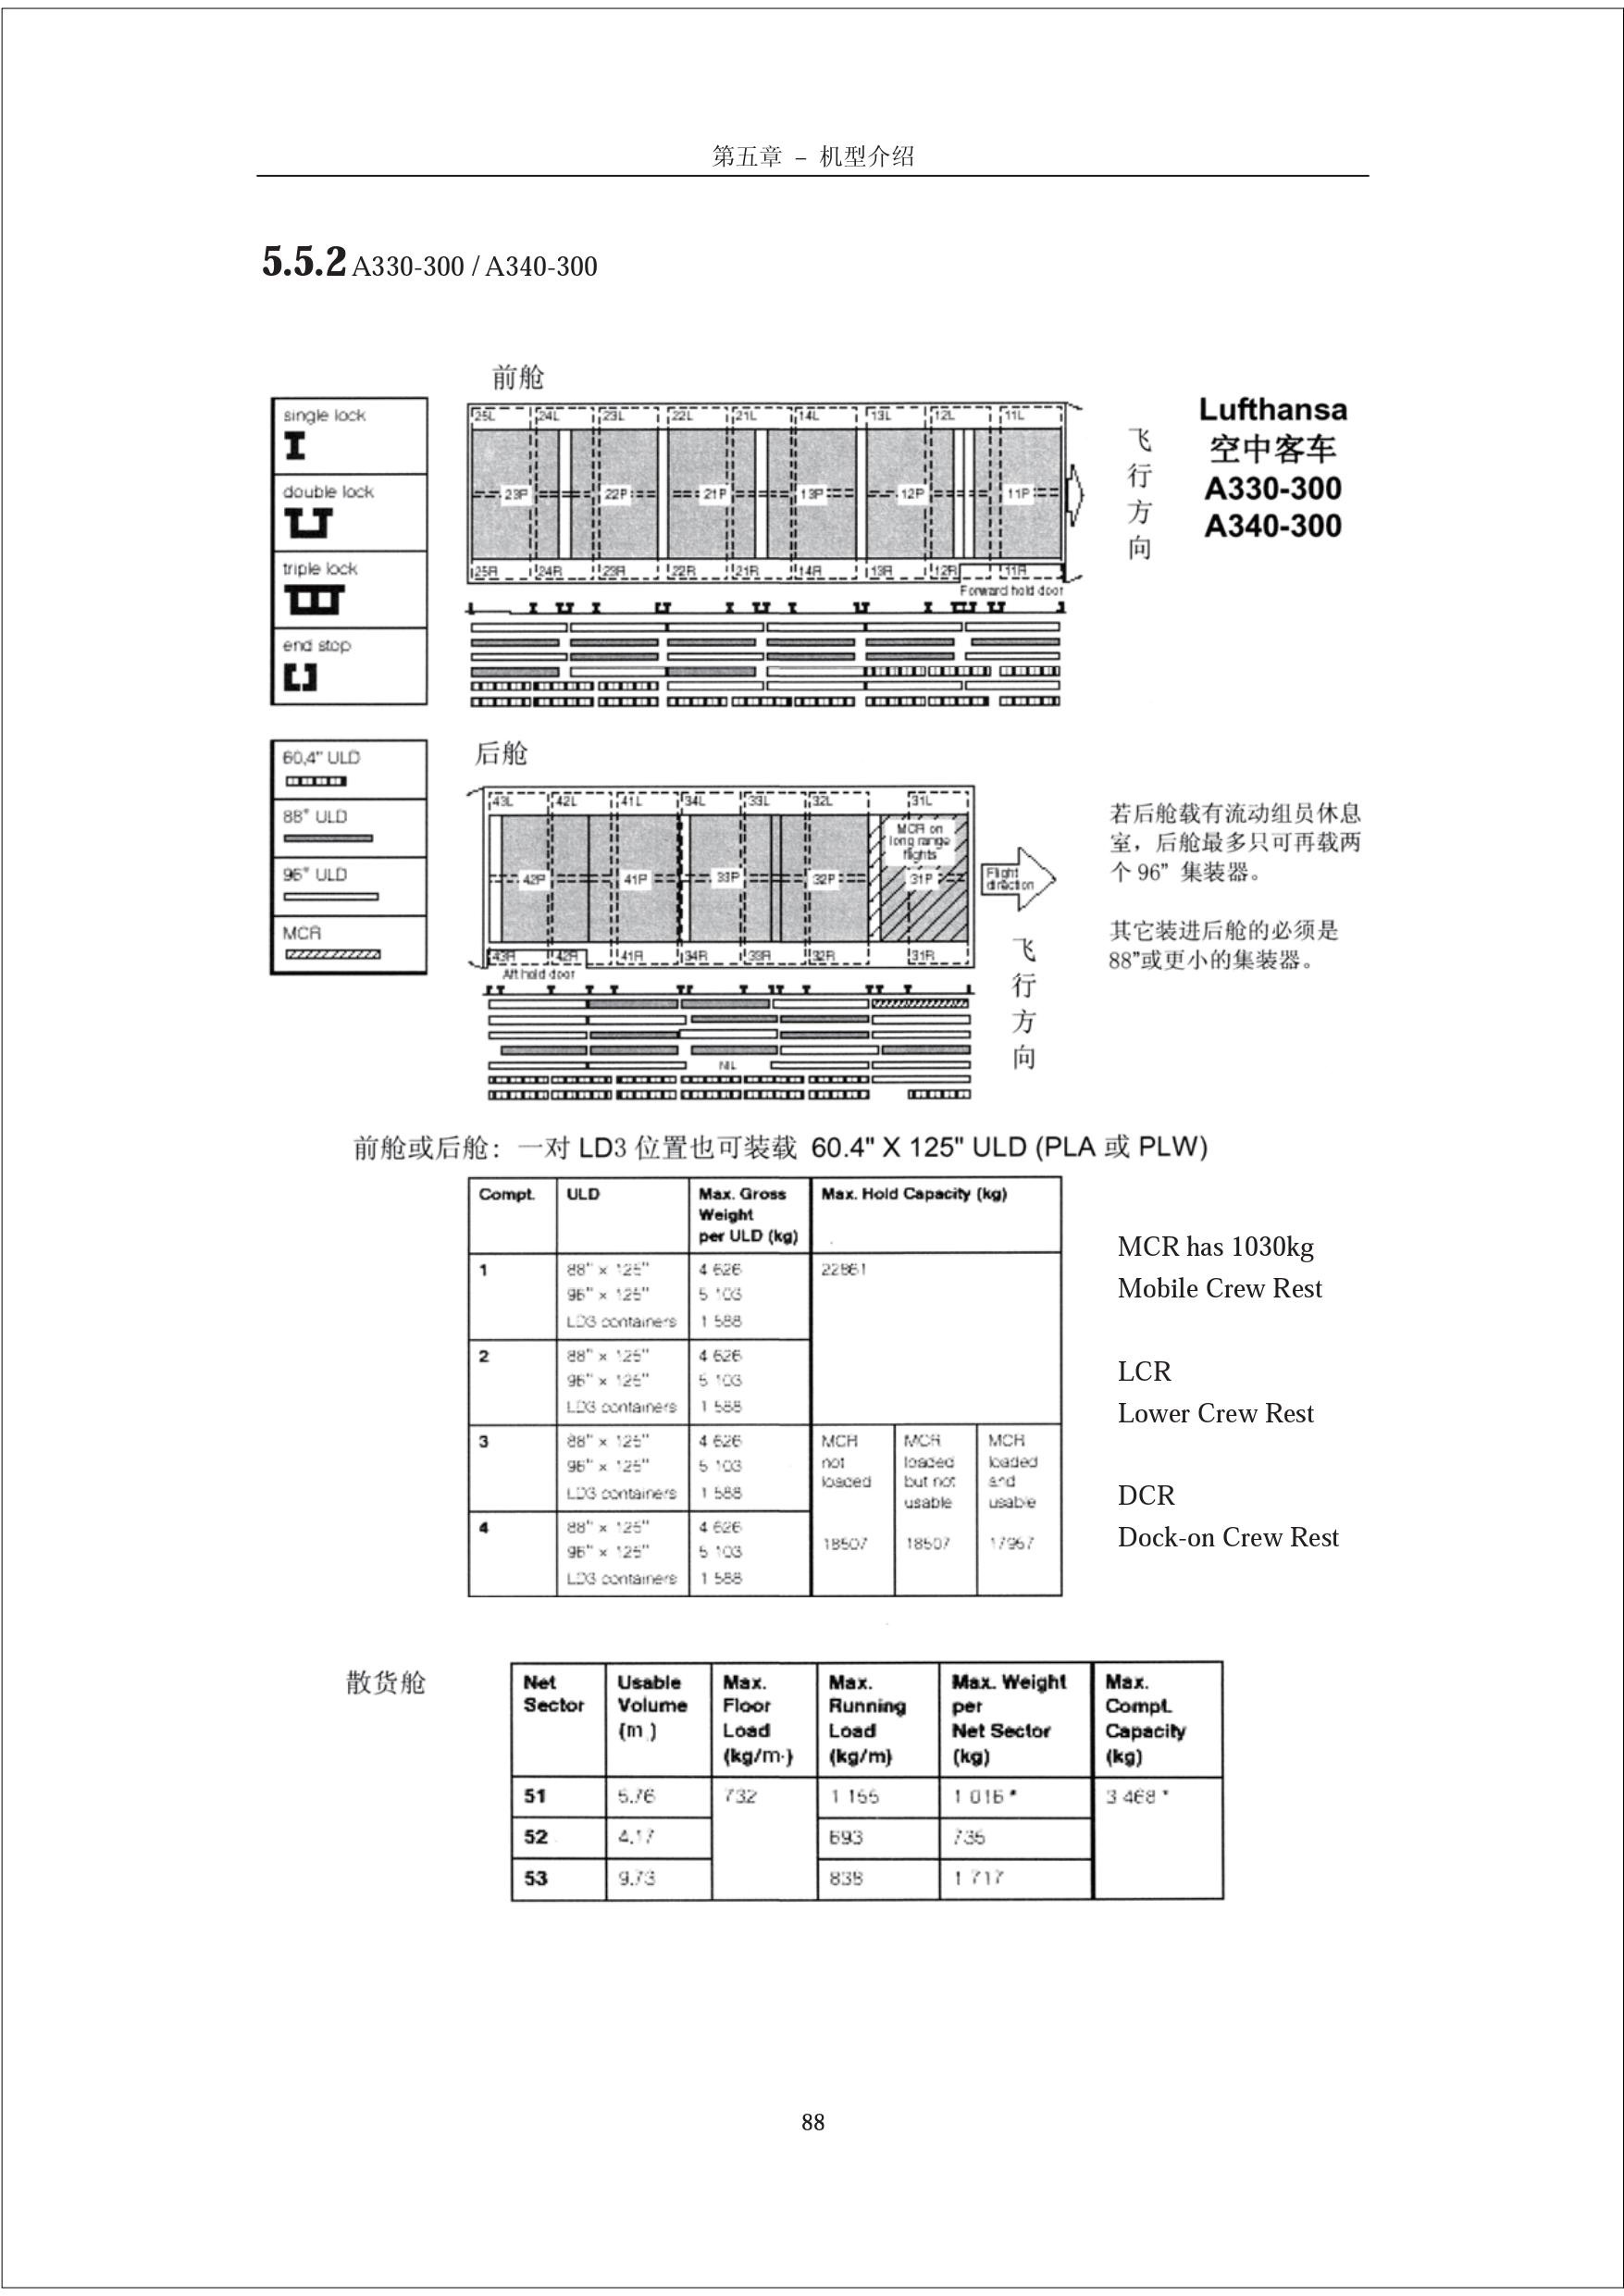 第五章 – 机型介绍
5.5.2 A330-300 / A340-300
前舱
single lock
double lock
triple lock
end stop
25L 24L 23L 22L 21L 14L 13L 12L 11L
23P 22P 21P 13P 12P 11P
25R 24R 23R 22R 21R 14R 13R 12R 11R
Forward hold door
飞行方向
Lufthansa
空中客车
A330-300
A340-300
60,4" ULD
88" ULD
96" ULD
MCR
后舱
43L 42L 41L 34L 33L 32L 31L
MCR on
long range
flights
42P 41P 33P 32P 31P
43R 42R 41R 34R 33R 32R 31R
Aft hold door
Flight
direction
NIL
飞行方向
若后舱载有流动组员休息
室，后舱最多只可再载两
个 96” 集装器。
其它装进后舱的必须是
88”或更小的集装器。
前舱或后舱：一对 LD3 位置也可装载 60.4" X 125" ULD (PLA 或 PLW)
Compt. ULD Max. Gross Max. Hold Capacity (kg)
Weight
per ULD (kg)
1 88" x 125" 4 626 22861
96" x 125" 5 103
LD3 containers 1 588
2 88" x 125" 4 626
96" x 125" 5 103
LD3 containers 1 588
3 88" x 125" 4 626 MCR MCR MCR
96" x 125" 5 103 not loaded loaded
LD3 containers 1 588 loaded but not and
usable usable
4 88" x 125" 4 626
96" x 125" 5 103 18507 18507 17967
LD3 containers 1 588
MCR has 1030kg
Mobile Crew Rest
LCR
Lower Crew Rest
DCR
Dock-on Crew Rest
散货舱
Net Usable Max. Max. Max. Weight Max.
Sector Volume Floor Running per Compt.
(m ) Load Load Net Sector Capacity
(kg/m ) (kg/m) (kg) (kg)
51 5.76 732 1 155 1 016 * 3 468 *
52 4.17 693 735
53 9.73 838 1 717
88